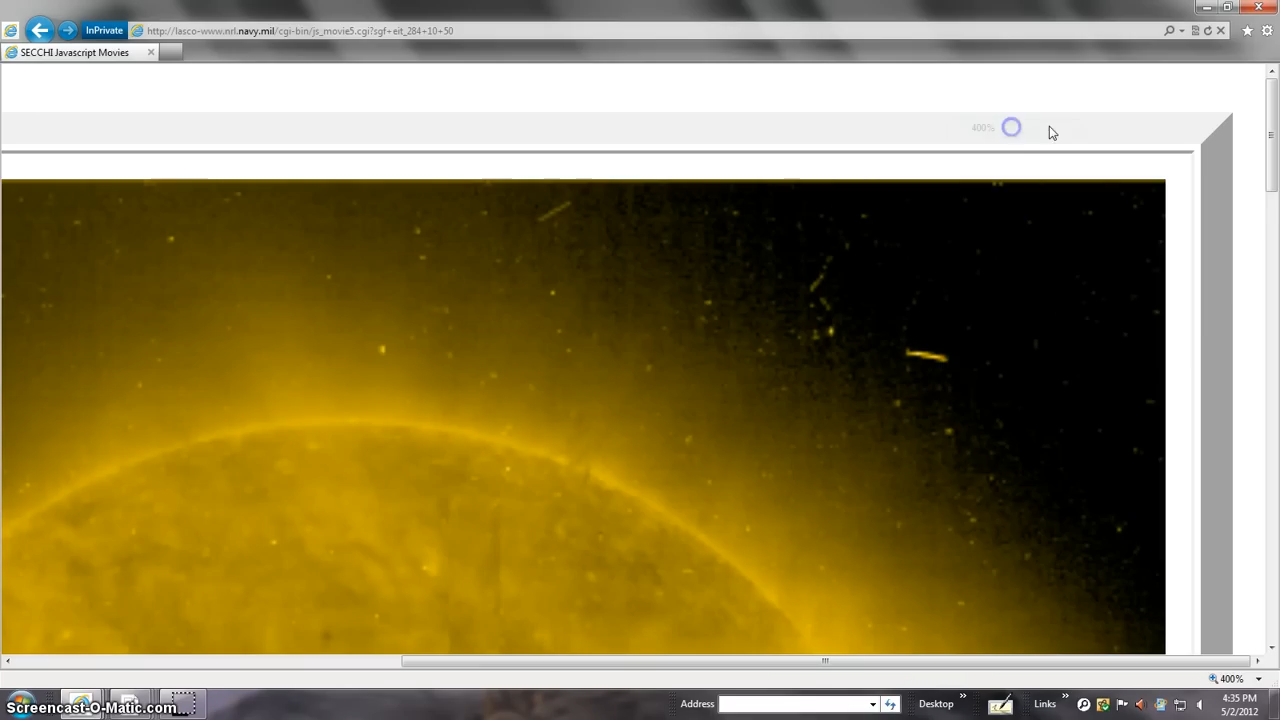 InPrivate
http://lasco-www.nrl.navy.mil/cgi-bin/js_movie5.cgi?sgf+eit_284+10+50
SECCHI Javascript Movies
400%
400%
Address
Desktop
Links
4:35 PM
5/2/2012
Screencast-O-Matic.com